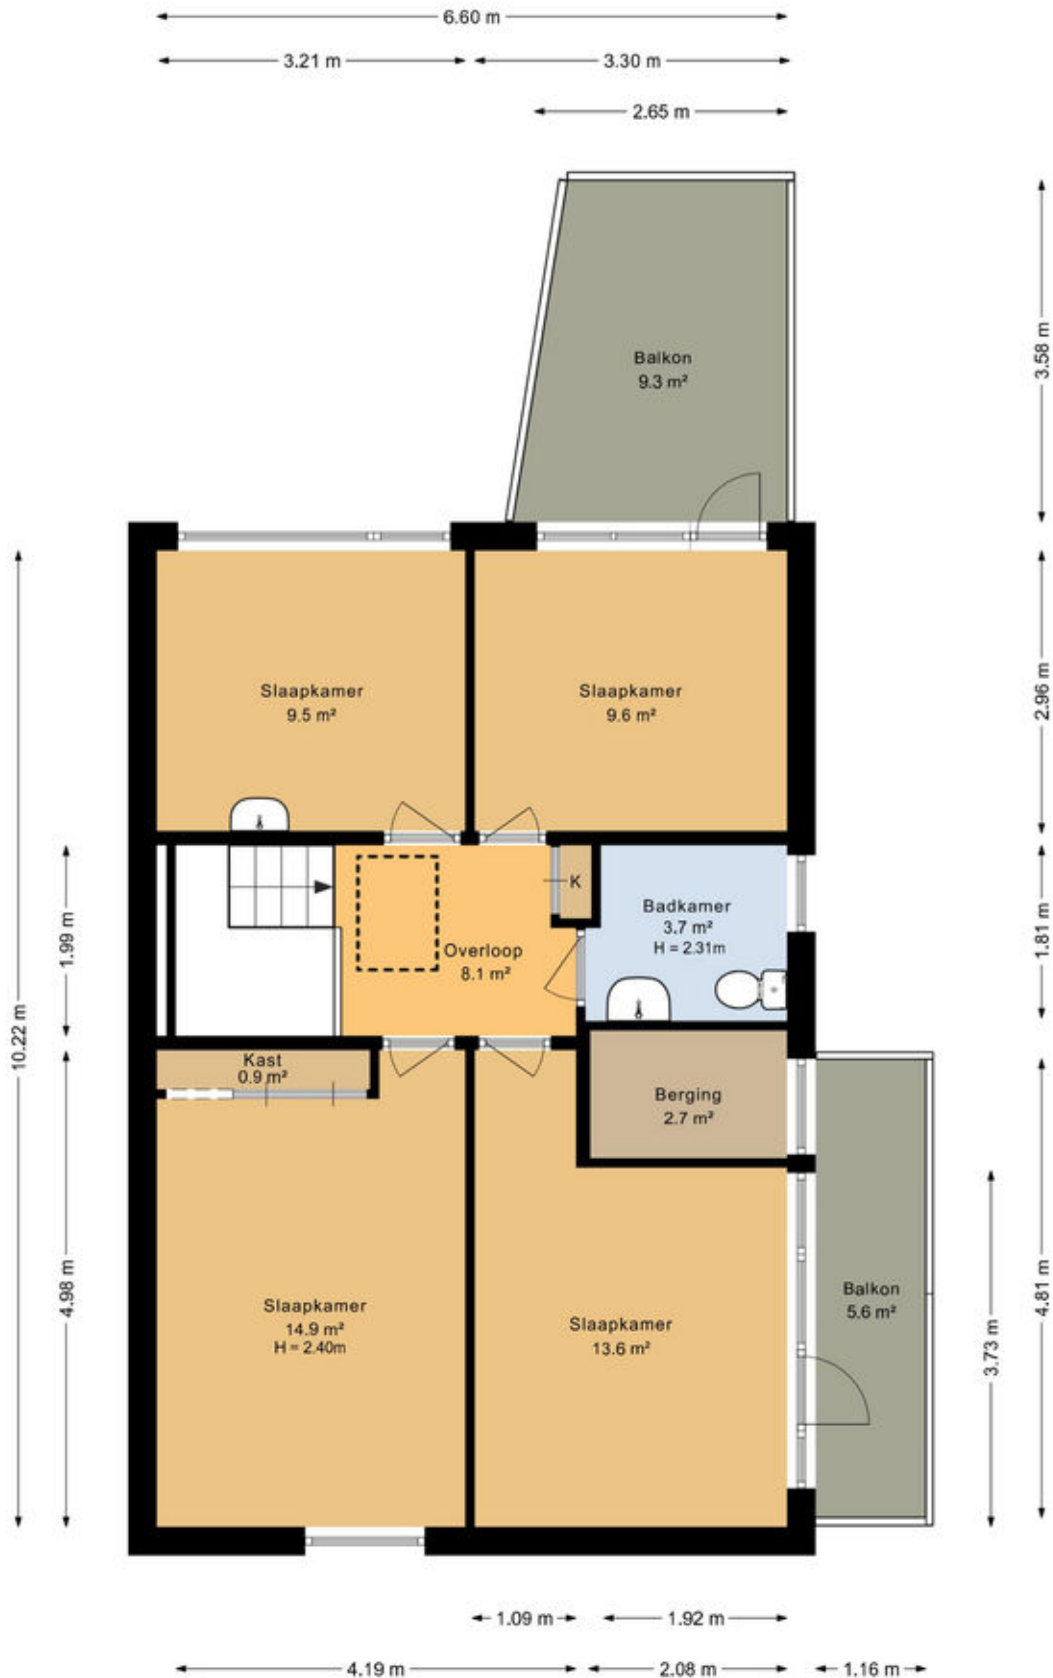 6.60 m
3.21 m
3.30 m
2.65 m
3.58 m
Balkon
9.3 m²
Slaapkamer
9.5 m²
Slaapkamer
9.6 m²
2.96 m
10.22 m
1.99 m
K
Badkamer
3.7 m²
H = 2.31m
1.81 m
Overloop
8.1 m²
Kast
0.9 m²
Berging
2.7 m²
4.98 m
Slaapkamer
14.9 m²
H = 2.40m
Slaapkamer
13.6 m²
Balkon
5.6 m²
3.73 m
4.81 m
1.09 m
1.92 m
4.19 m
2.08 m
1.16 m